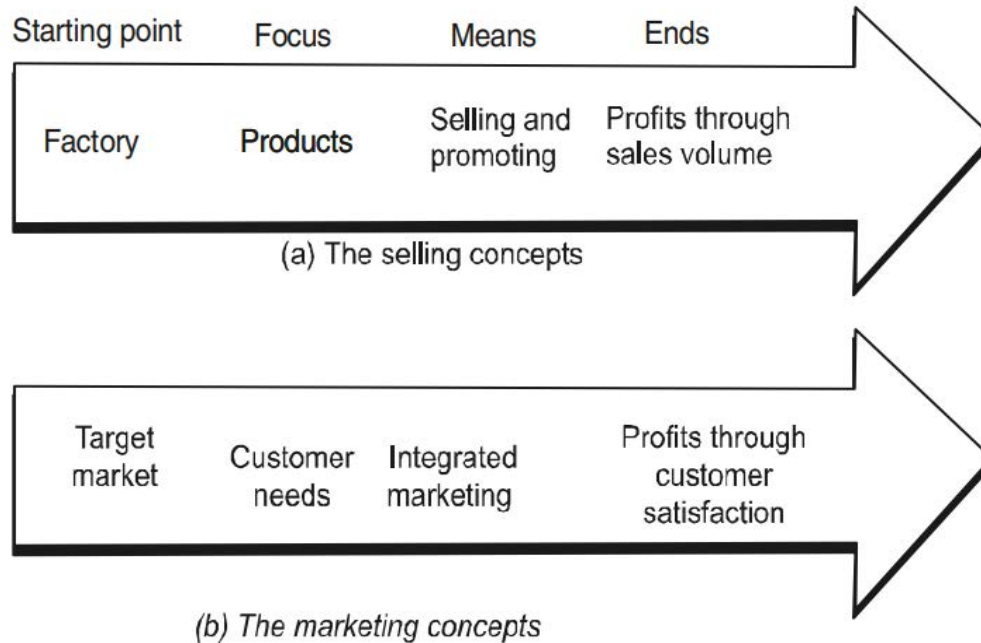 Starting point Focus Means Ends
Factory Products Selling and promoting Profits through sales volume
(a) The selling concepts
Target market Customer needs Integrated marketing Profits through customer satisfaction
(b) The marketing concepts